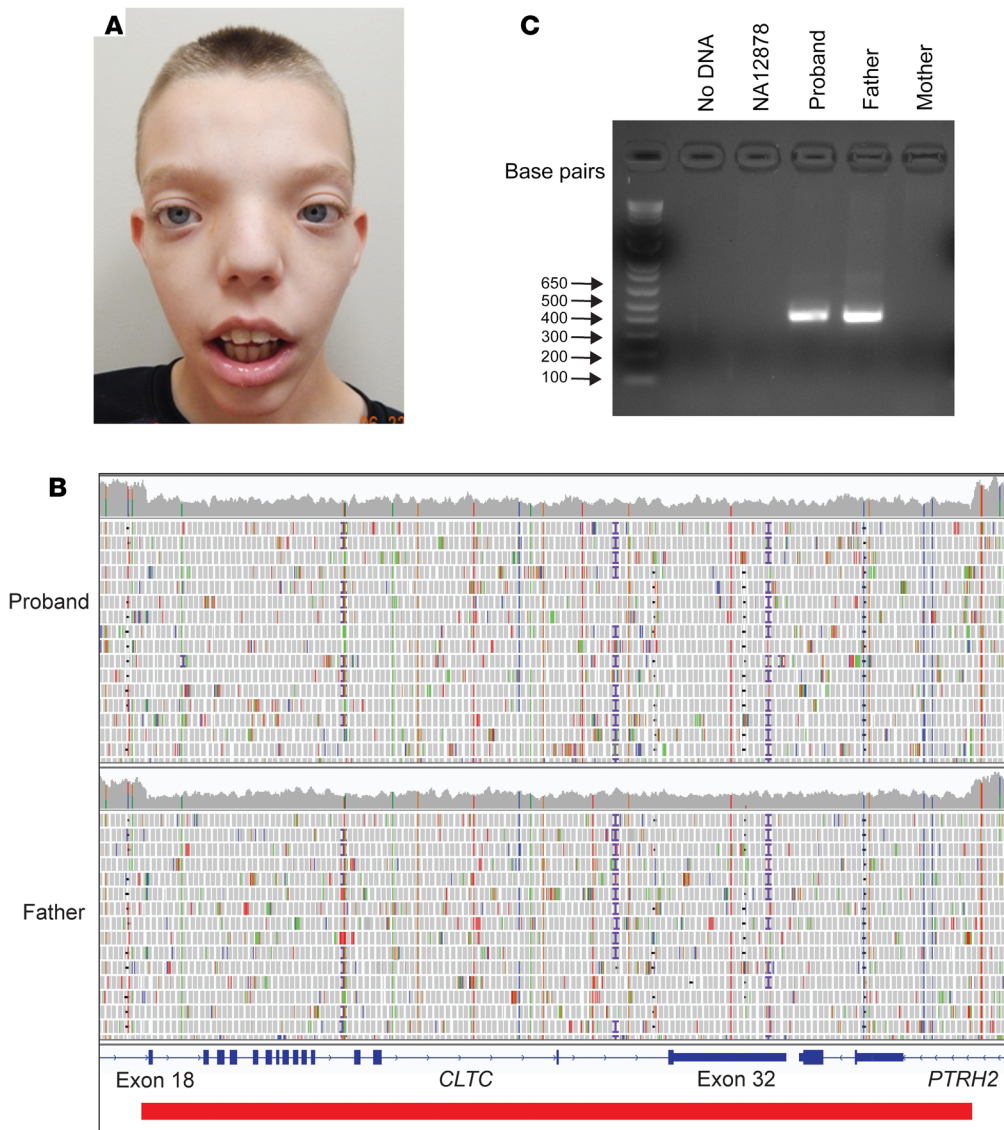 A
C
No DNA
NA12878
Proband
Father
Mother
Base pairs
650
500
400
300
200
100
B
Proband
Father
Exon 18
CLTC
Exon 32
PTRH2